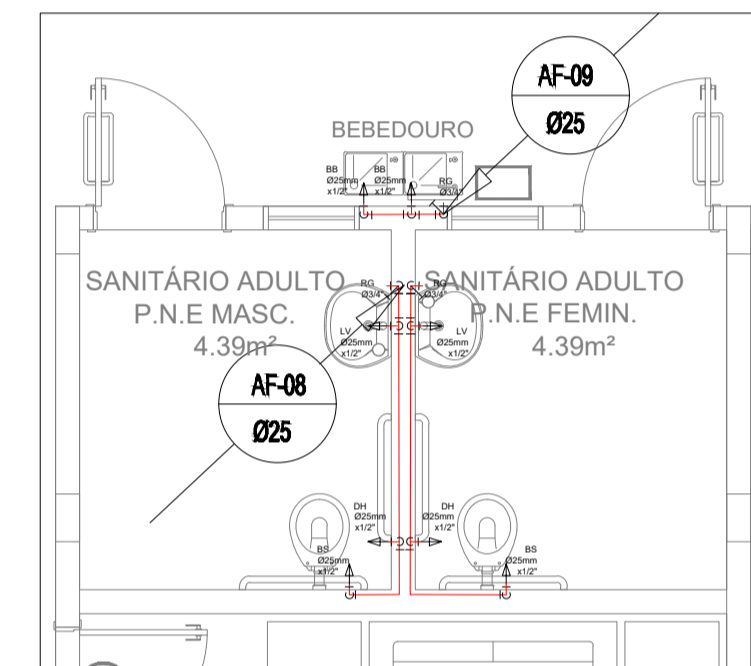 AF-09
Ø25
BEBEDOURO
BB
Ø25mm
x1/2"
BB
Ø25mm
x1/2"
RG
Ø3/4"
SANITÁRIO ADULTO
P.N.E MASC.
4.39m²
SANITÁRIO ADULTO
P.N.E FEMIN.
4.39m²
RG
Ø3/4"
RG
Ø3/4"
LV
Ø25mm
x1/2"
LV
Ø25mm
x1/2"
AF-08
Ø25
DH
Ø25mm
x1/2"
DH
Ø25mm
x1/2"
BS
Ø25mm
x1/2"
BS
Ø25mm
x1/2"